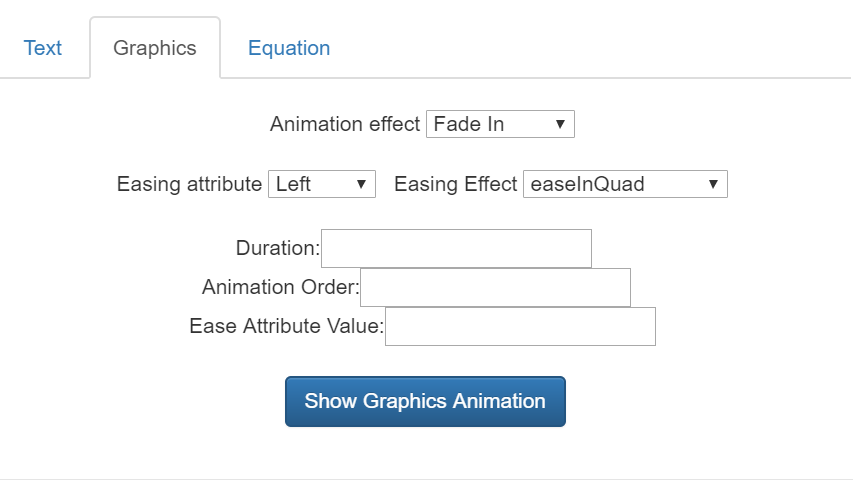 Text Graphics Equation
Animation effect Fade In
Easing attribute Left Easing Effect easeInQuad
Duration:
Animation Order:
Ease Attribute Value:
Show Graphics Animation